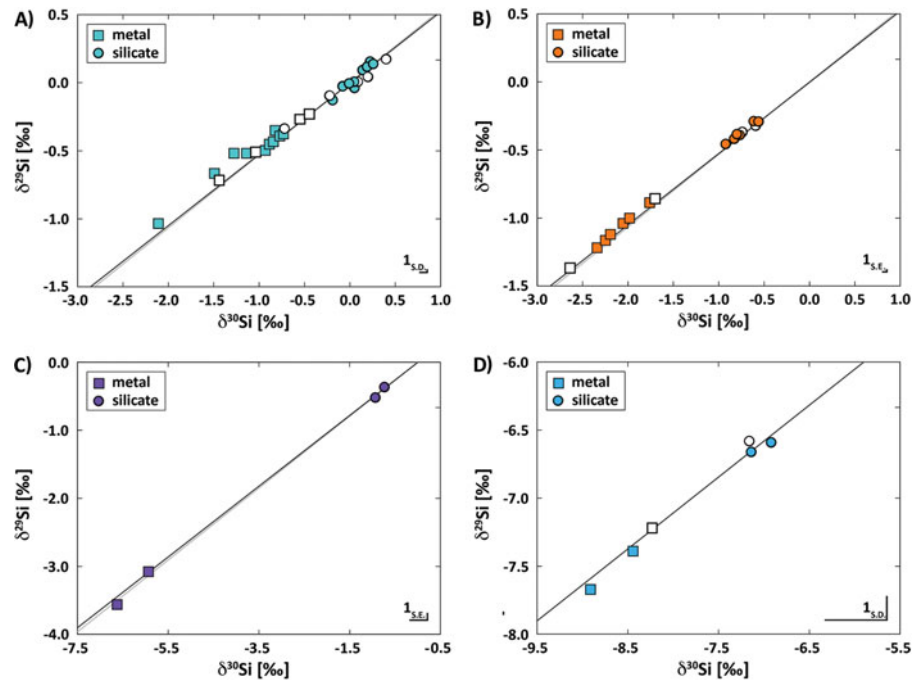 A)
metal
silicate
δ29Si [‰]
0.5
0.0
-0.5
-1.0
-1.5
-3.0 -2.5 -2.0 -1.5 -1.0 -0.5 0.0 0.5 1.0
δ30Si [‰]
1S.D.
B)
metal
silicate
δ29Si [‰]
0.5
0.0
-0.5
-1.0
-1.5
-3.0 -2.5 -2.0 -1.5 -1.0 -0.5 0.0 0.5 1.0
δ30Si [‰]
1S.E.
C)
metal
silicate
δ29Si [‰]
0.0
-1.0
-2.0
-3.0
-4.0
-7.5 -6.5 -5.5 -4.5 -3.5 -2.5 -1.5 -0.5
δ30Si [‰]
1S.E.
D)
metal
silicate
δ29Si [‰]
-6.0
-6.5
-7.0
-7.5
-8.0
-9.5 -8.5 -7.5 -6.5 -5.5
δ30Si [‰]
1S.D.